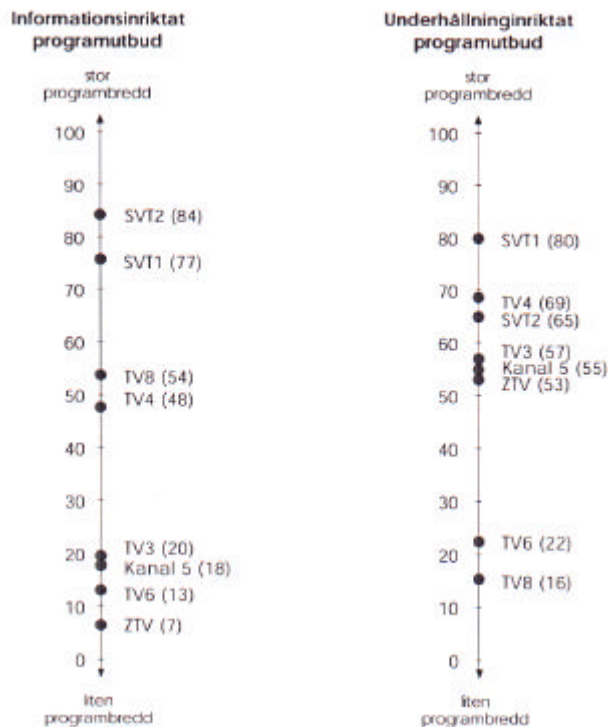 Informationsinriktat
programutbud
stor
programbredd
100
90
SVT2 (84)
80
SVT1 (77)
70
60
TV8 (54)
50
TV4 (48)
40
30
20
TV3 (20)
Kanal 5 (18)
10
TV6 (13)
ZTV (7)
0
liten
programbredd
Underhållninginriktat
programutbud
stor
programbredd
100
90
80
SVT1 (80)
70
TV4 (69)
SVT2 (65)
60
TV3 (57)
Kanal 5 (55)
ZTV (53)
50
40
30
TV6 (22)
20
TV8 (16)
10
0
liten
programbredd